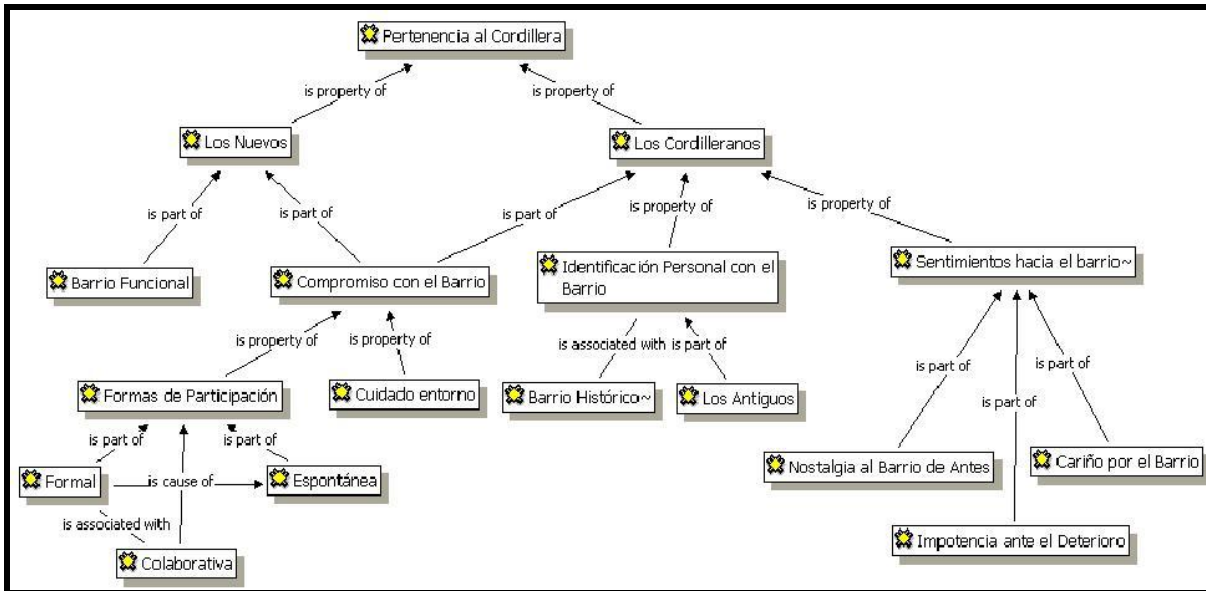 Pertenencia al Cordillera
is property of
is property of
Los Nuevos
Los Cordilleranos
is part of
is part of
is part of
is property of
is property of
Barrio Funcional
Compromiso con el Barrio
Identificación Personal con el
Barrio
Sentimientos hacia el barrio~
is property of
is property of
is associated with
is part of
Formas de Participación
Cuidado entorno
Barrio Histórico~
Los Antiguos
is part of
is part of
is part of
is part of
is part of
Formal
is cause of
Espontánea
Nostalgia al Barrio de Antes
Cariño por el Barrio
is associated with
Colaborativa
Impotencia ante el Deterioro